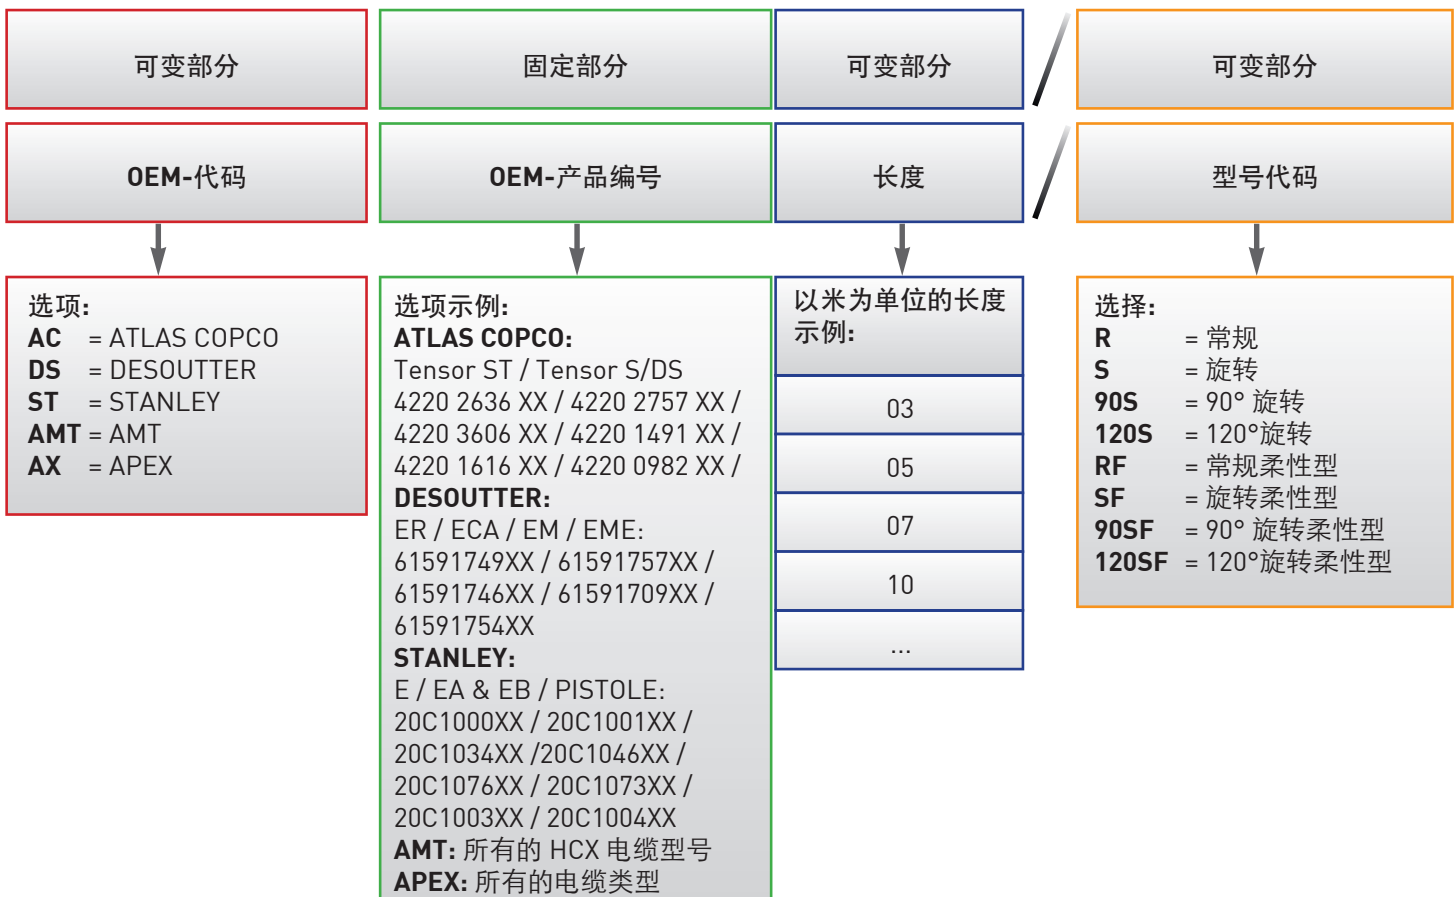 可变部分
固定部分
可变部分
/
可变部分
OEM-代码
OEM-产品编号
长度
/
型号代码
选项:
AC = ATLAS COPCO
DS = DESOUTTER
ST = STANLEY
AMT = AMT
AX = APEX
选项示例:
ATLAS COPCO:
Tensor ST / Tensor S/DS
4220 2636 XX / 4220 2757 XX /
4220 3606 XX / 4220 1491 XX /
4220 1616 XX / 4220 0982 XX /
DESOUTTER:
ER / ECA / EM / EME:
61591749XX / 61591757XX /
61591746XX / 61591709XX /
61591754XX
STANLEY:
E / EA & EB / PISTOLE:
20C1000XX / 20C1001XX /
20C1034XX /20C1046XX /
20C1076XX / 20C1073XX /
20C1003XX / 20C1004XX
AMT: 所有的 HCX 电缆型号
APEX: 所有的电缆类型
以米为单位的长度
示例:
03
05
07
10
...
选择:
R = 常规
S = 旋转
90S = 90° 旋转
120S = 120°旋转
RF = 常规柔性型
SF = 旋转柔性型
90SF = 90° 旋转柔性型
120SF = 120°旋转柔性型